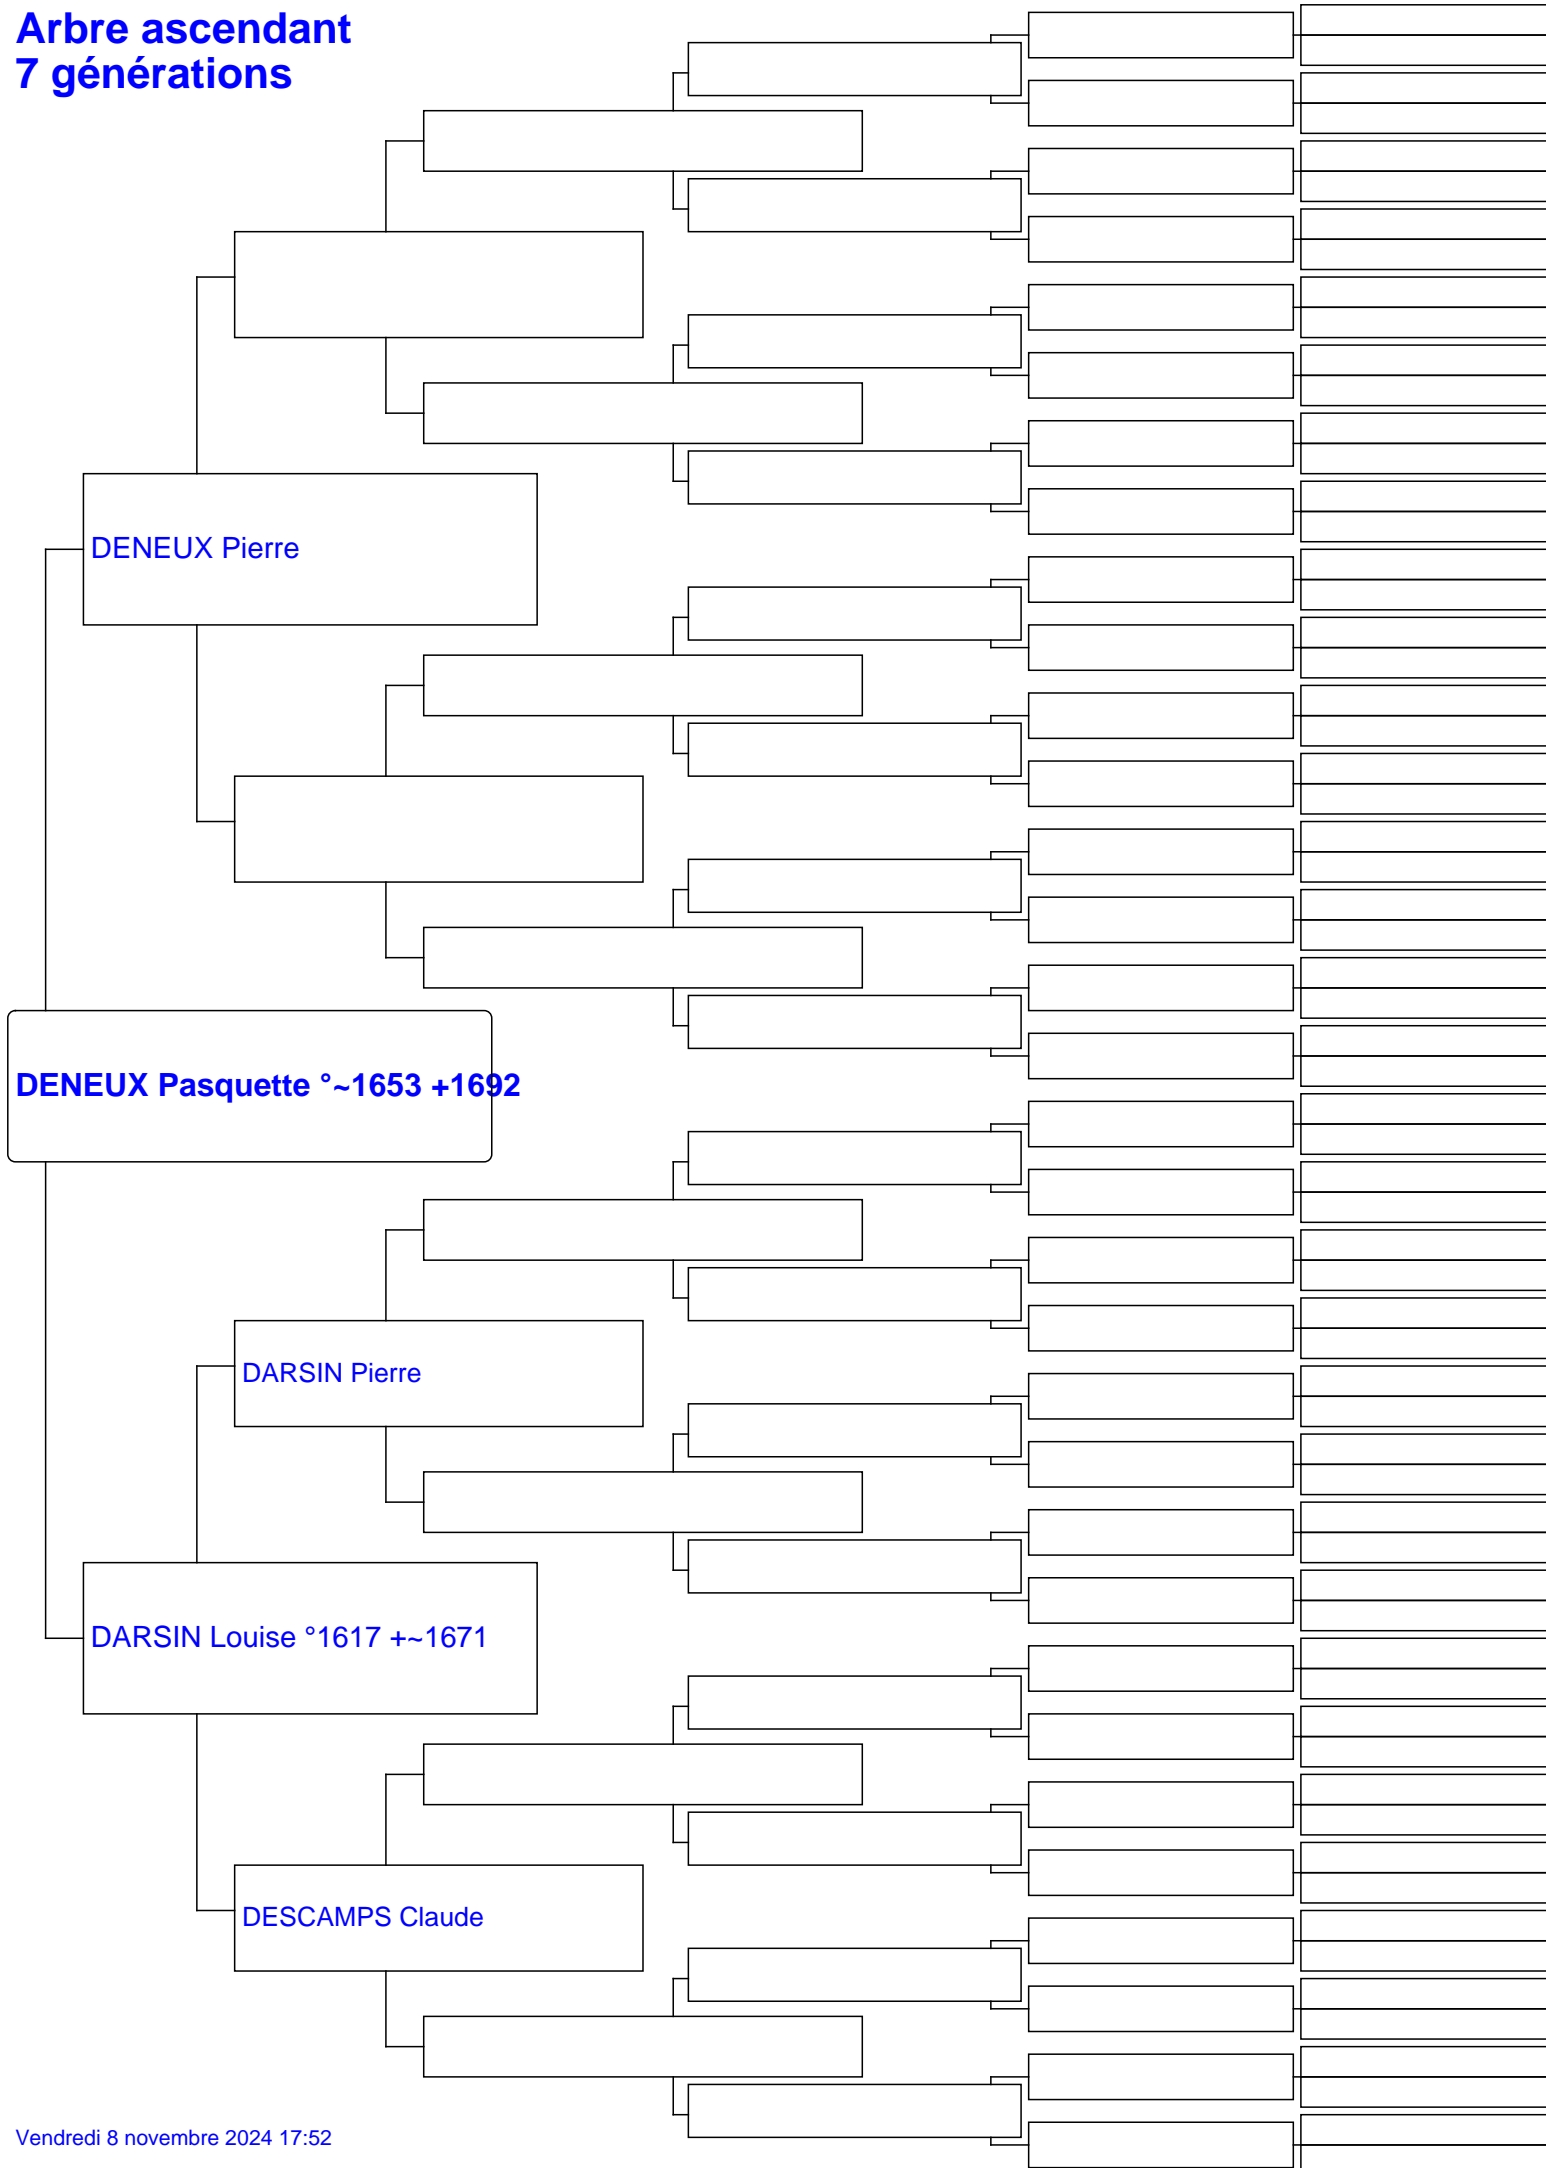 Arbre ascendant
7 générations
DENEUX Pierre
DENEUX Pasquette °~1653 +1692
DARSIN Pierre
DARSIN Louise °1617 +~1671
DESCAMPS Claude
Vendredi 8 novembre 2024 17:52